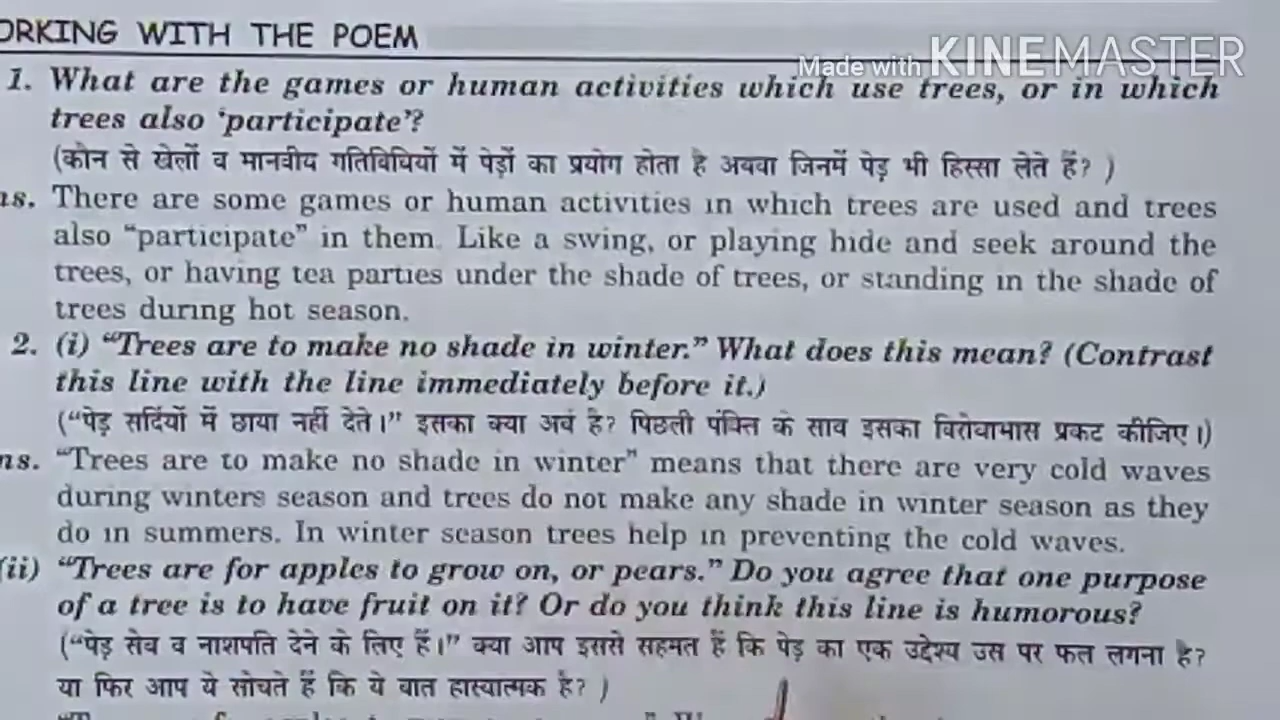 ORKING WITH THE POEM
Made with KINEMASTER
1. What are the games or human activities which use trees, or in which
trees also ‘participate’?
(कौन से खेलों व मानवीय गतिविधियों में पेड़ों का प्रयोग होता है अथवा जिनमें पेड़ भी हिस्सा लेते हैं? )
ns. There are some games or human activities in which trees are used and trees
also “participate” in them. Like a swing, or playing hide and seek around the
trees, or having tea parties under the shade of trees, or standing in the shade of
trees during hot season.
2. (i) “Trees are to make no shade in winter.” What does this mean? (Contrast
this line with the line immediately before it.)
(“पेड़ सर्दियों में छाया नहीं देते।” इसका क्या अर्थ है? पिछली पंक्ति के साथ इसका विरोधाभास प्रकट कीजिए।)
ns. “Trees are to make no shade in winter” means that there are very cold waves
during winters season and trees do not make any shade in winter season as they
do in summers. In winter season trees help in preventing the cold waves.
(ii) “Trees are for apples to grow on, or pears.” Do you agree that one purpose
of a tree is to have fruit on it? Or do you think this line is humorous?
(“पेड़ सेव व नाशपति देने के लिए हैं।” क्या आप इससे सहमत हैं कि पेड़ का एक उद्देश्य उस पर फल लगना है?
या फिर आप ये सोचते हैं कि ये बात हास्यात्मक है? )